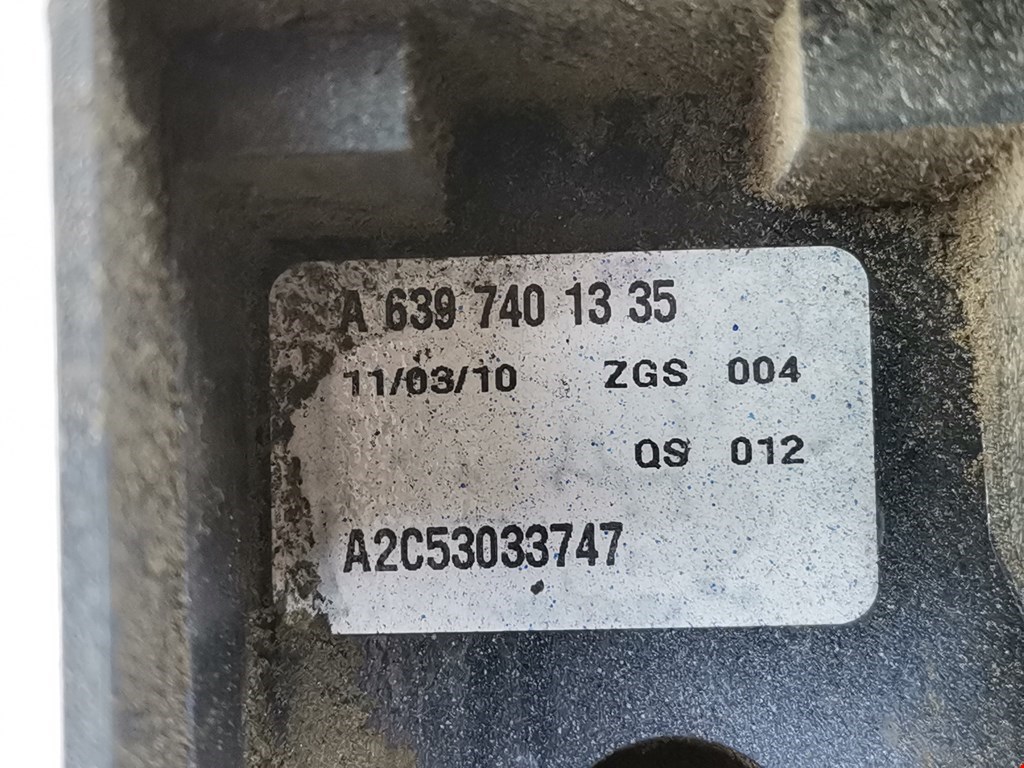 A 639 740 13 35
11/03/10 ZGS 004
QS 012
A2C53033747